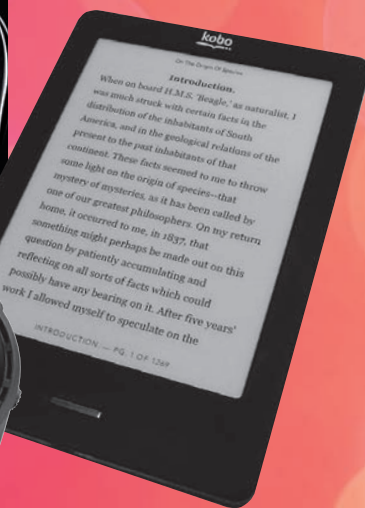 kobo
On The Origin Of Species
Introduction.
When on board H.M.S. 'Beagle,' as naturalist, I
was much struck with certain facts in the
distribution of the inhabitants of South
America, and in the geological relations of the
present to the past inhabitants of that
continent. These facts seemed to me to throw
some light on the origin of species--that
mystery of mysteries, as it has been called by
one of our greatest philosophers. On my return
home, it occurred to me, in 1837, that
something might perhaps be made out on this
question by patiently accumulating and
reflecting on all sorts of facts which could
possibly have any bearing on it. After five years'
work I allowed myself to speculate on the
INTRODUCTION — PG. 1 OF 1269